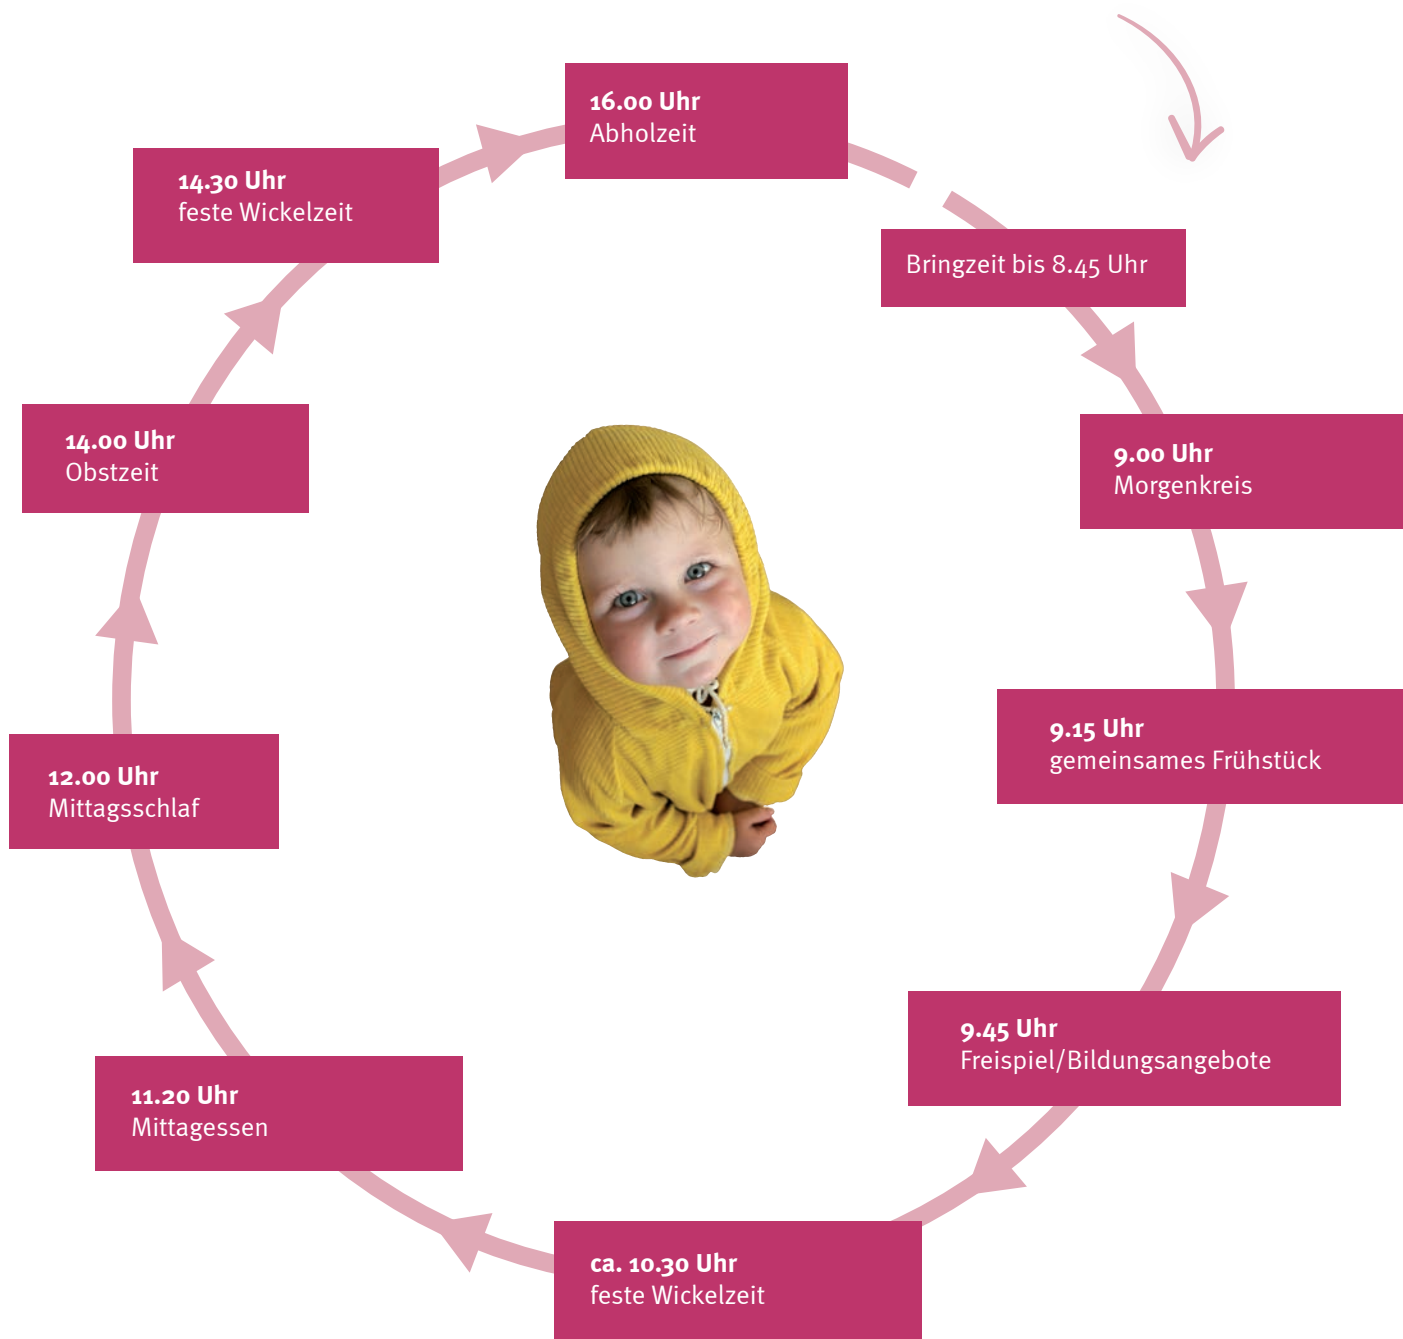 Bringzeit bis 8.45 Uhr
9.00 Uhr
Morgenkreis
9.15 Uhr
gemeinsames Frühstück
9.45 Uhr
Freispiel/Bildungsangebote
ca. 10.30 Uhr
feste Wickelzeit
11.20 Uhr
Mittagessen
12.00 Uhr
Mittagsschlaf
14.00 Uhr
Obstzeit
14.30 Uhr
feste Wickelzeit
16.00 Uhr
Abholzeit